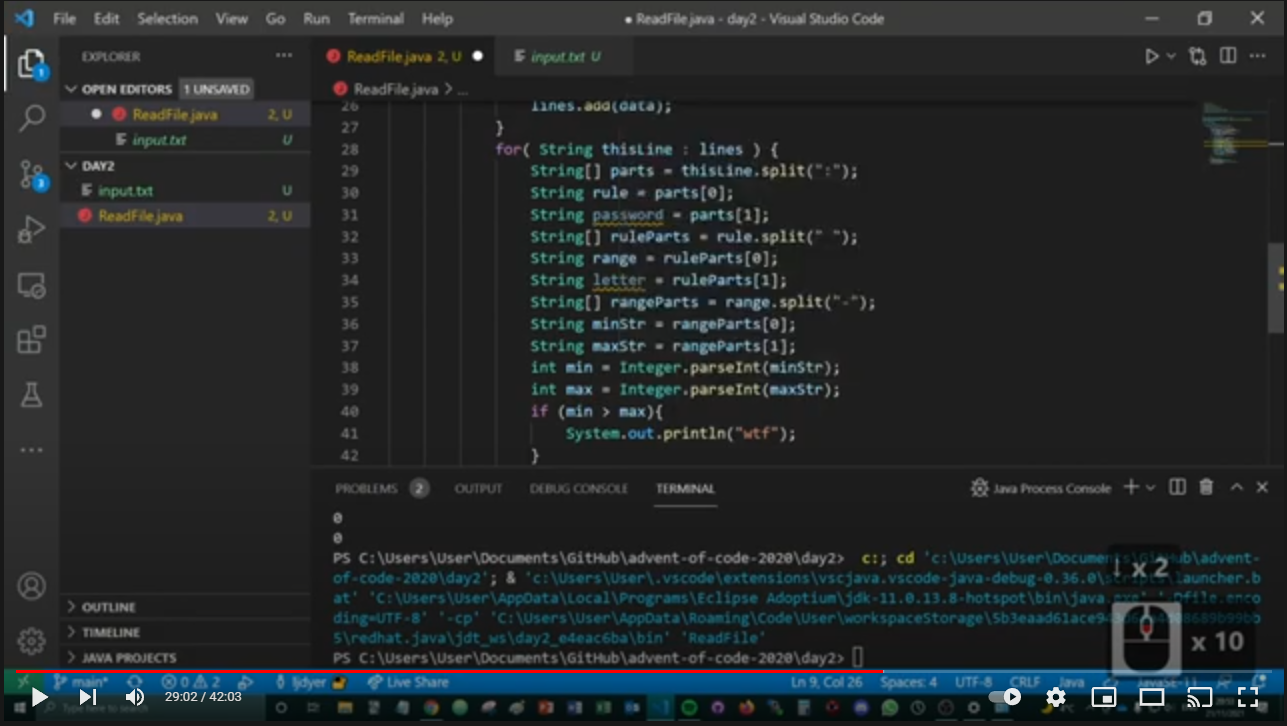 File Edit Selection View Go Run Terminal Help ● ReadFile.java - day2 - Visual Studio Code
EXPLORER ...
ReadFile.java 2, U ●
input.txt U
OPEN EDITORS 1 UNSAVED
ReadFile.java > ...
● ReadFile.java 2, U
input.txt U
DAY2
input.txt U
ReadFile.java 2, U
26 lines.add(data);
27 }
28 for( String thisLine : lines ) {
29 String[] parts = thisLine.split(":");
30 String rule = parts[0];
31 String password = parts[1];
32 String[] ruleParts = rule.split(" ");
33 String range = ruleParts[0];
34 String letter = ruleParts[1];
35 String[] rangeParts = range.split("-");
36 String minStr = rangeParts[0];
37 String maxStr = rangeParts[1];
38 int min = Integer.parseInt(minStr);
39 int max = Integer.parseInt(maxStr);
40 if (min > max){
41 System.out.println("wtf");
42 }
1
3
PROBLEMS 2 OUTPUT DEBUG CONSOLE TERMINAL Java Process Console
0
0
PS C:\Users\User\Documents\GitHub\advent-of-code-2020\day2> c:; cd 'c:\Users\User\Documents\GitHub\advent-
of-code-2020\day2'; & 'c:\Users\User\.vscode\extensions\vscjava.vscode-java-debug-0.36.0\scripts\launcher.b
at' 'C:\Users\User\AppData\Local\Programs\Eclipse Adoptium\jdk-11.0.13.8-hotspot\bin\java.exe' '-Dfile.enco
ding=UTF-8' '-cp' 'C:\Users\User\AppData\Roaming\Code\User\workspaceStorage\
5\redhat.java\jdt_ws\day2_e4eac6ba\bin' 'ReadFile'
PS C:\Users\User\Documents\GitHub\advent-of-code-2020\day2>
↓ x 2
x 10
OUTLINE
TIMELINE
JAVA PROJECTS
main* 0 2 ljdyer Live Share Ln 9, Col 26 Spaces: 4 UTF-8 CRLF Java JavaSE-11
29:02 / 42:03